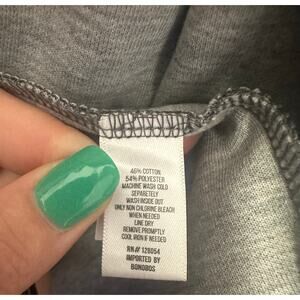 46% COTTON
54% POLYESTER
MACHINE WASH COLD
SEPARETELY
WASH INSIDE OUT
ONLY NON CHLORINE BLEACH
WHEN NEEDED
LINE DRY
REMOVE PROMPTLY
COOL IRON IF NEEDED
RN# 128054
IMPORTED BY
BONOBOS